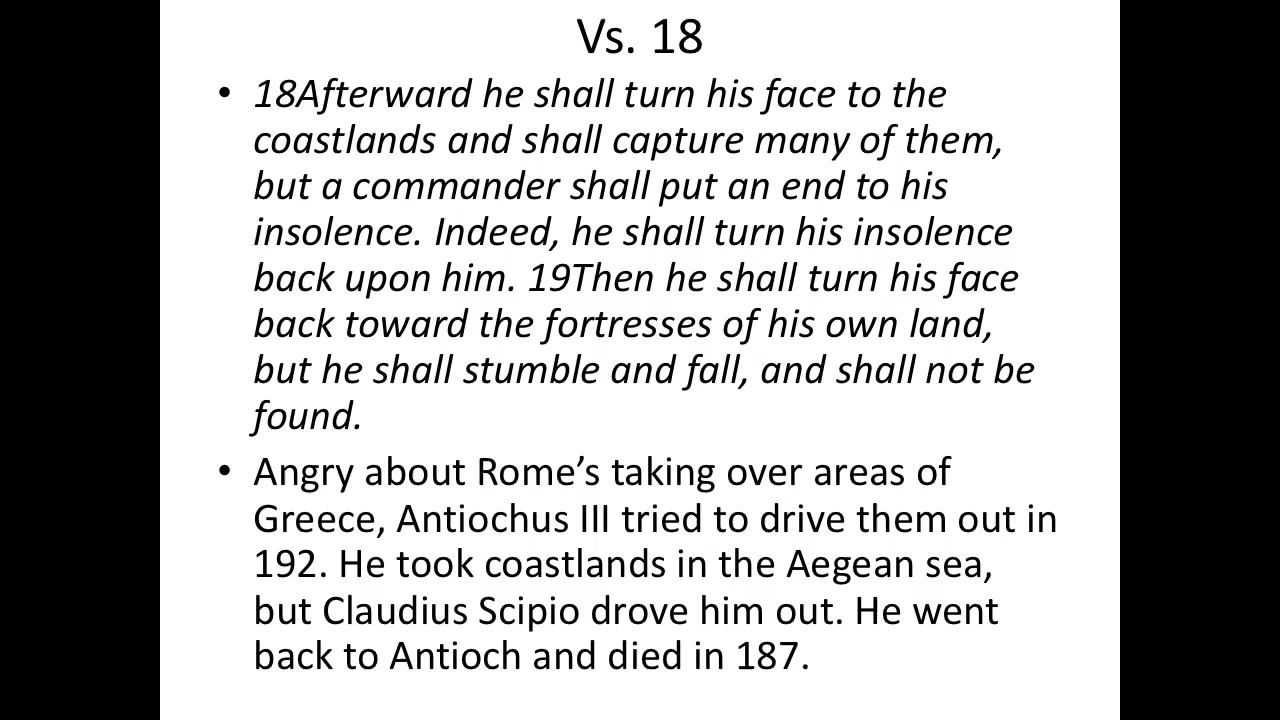 Vs. 18
• 18Afterward he shall turn his face to the
coastlands and shall capture many of them,
but a commander shall put an end to his
insolence. Indeed, he shall turn his insolence
back upon him. 19Then he shall turn his face
back toward the fortresses of his own land,
but he shall stumble and fall, and shall not be
found.
• Angry about Rome’s taking over areas of
Greece, Antiochus III tried to drive them out in
192. He took coastlands in the Aegean sea,
but Claudius Scipio drove him out. He went
back to Antioch and died in 187.